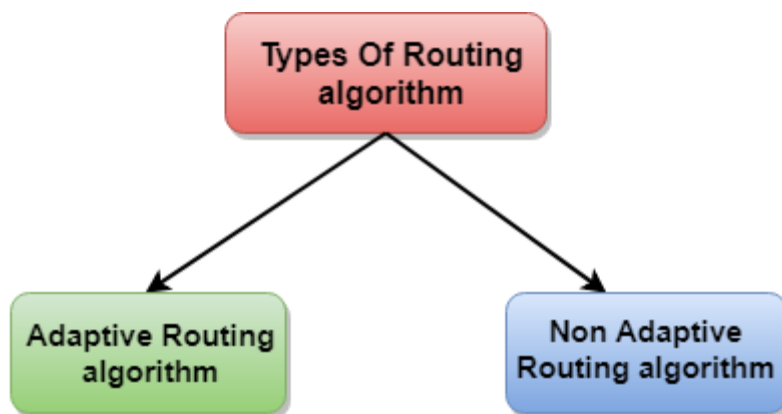 Types Of Routing
algorithm
Adaptive Routing
algorithm
Non Adaptive
Routing algorithm